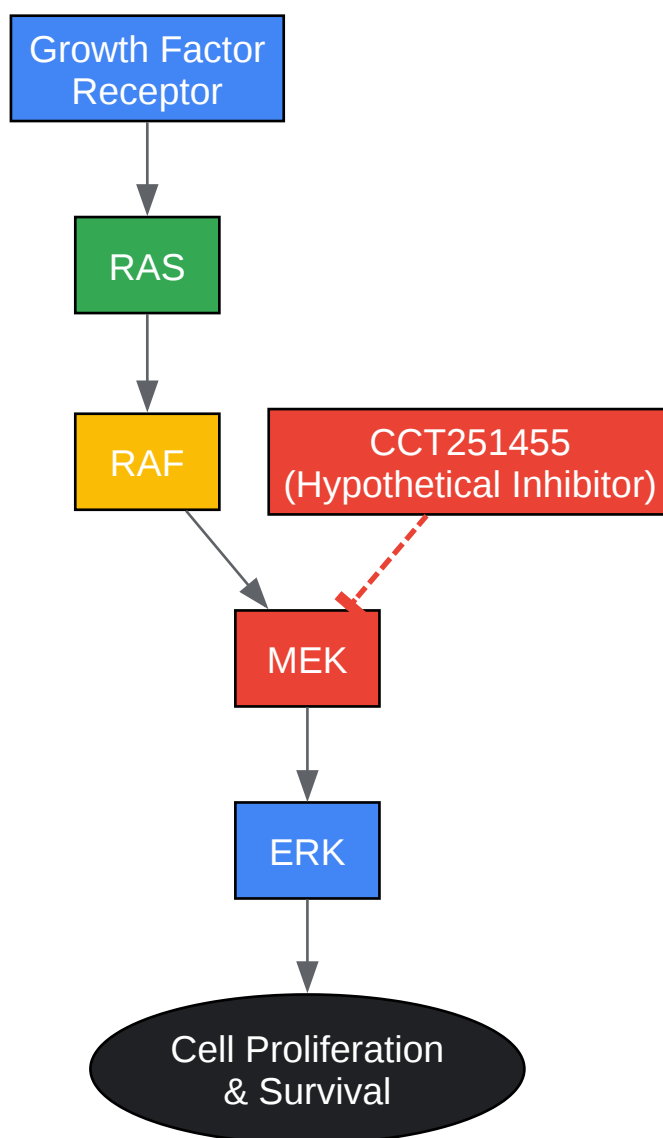 Growth Factor
Receptor
RAS
RAF
CCT251455
(Hypothetical Inhibitor)
MEK
ERK
Cell Proliferation
& Survival